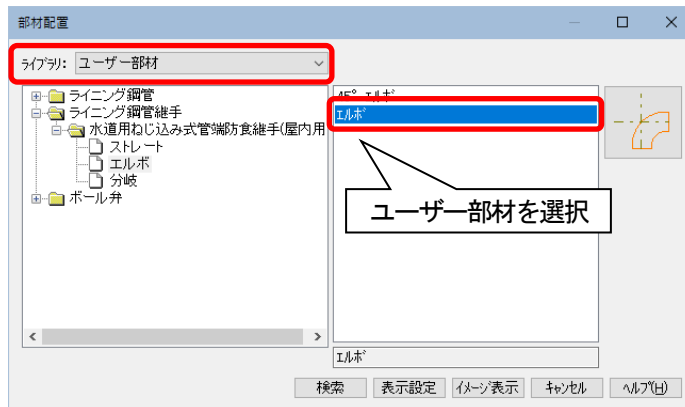 部材配置
ﾗｲﾌﾞﾗﾘ: ユーザー部材
ライニング鋼管
ライニング鋼管継手
水道用ねじ込み式管端防食継手(屋内用
ストレート
エルボ
分岐
ボール弁
45° ｴﾙﾎﾞ
ｴﾙﾎﾞ
ユーザー部材を選択
ｴﾙﾎﾞ
検索 表示設定 ｲﾒｰｼﾞ表示 ｷｬﾝｾﾙ ﾍﾙﾌﾟ(H)